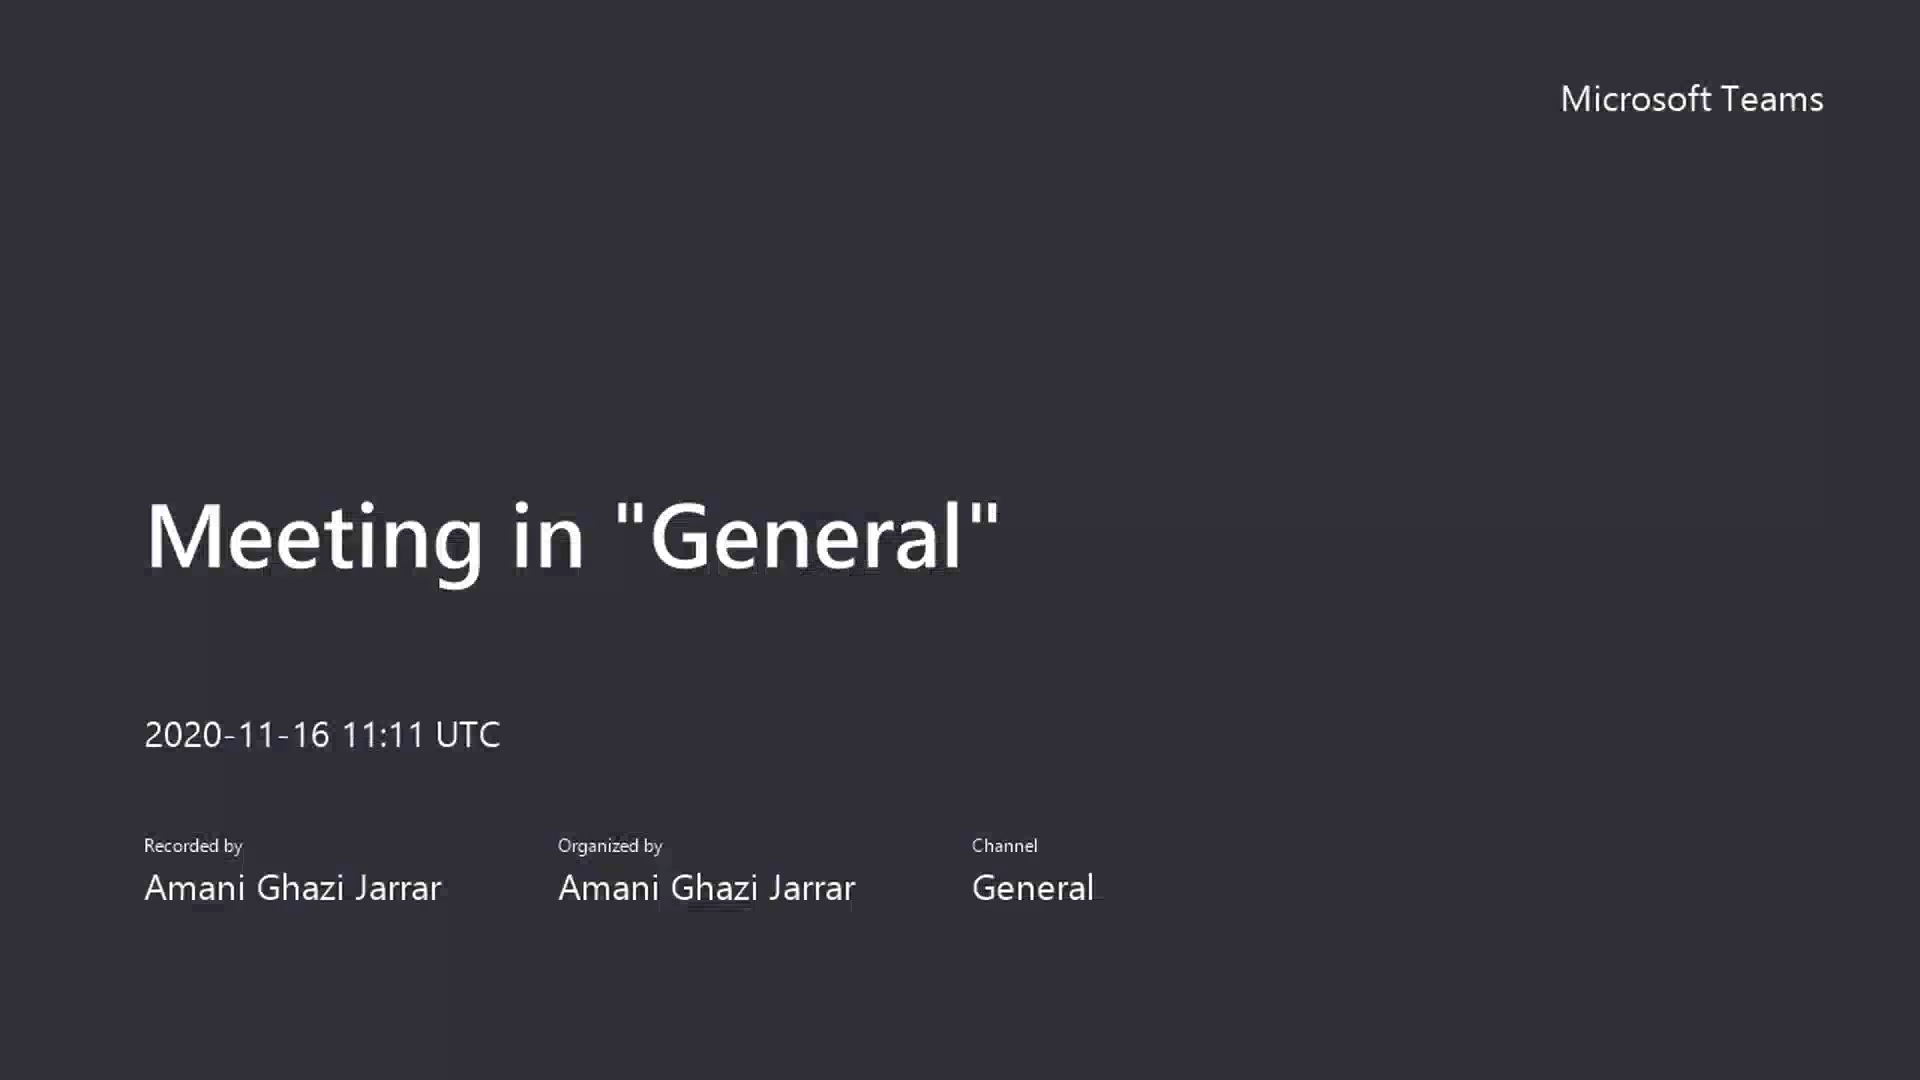 Microsoft Teams
Meeting in "General"
2020-11-16 11:11 UTC
Recorded by
Amani Ghazi Jarrar
Organized by
Amani Ghazi Jarrar
Channel
General